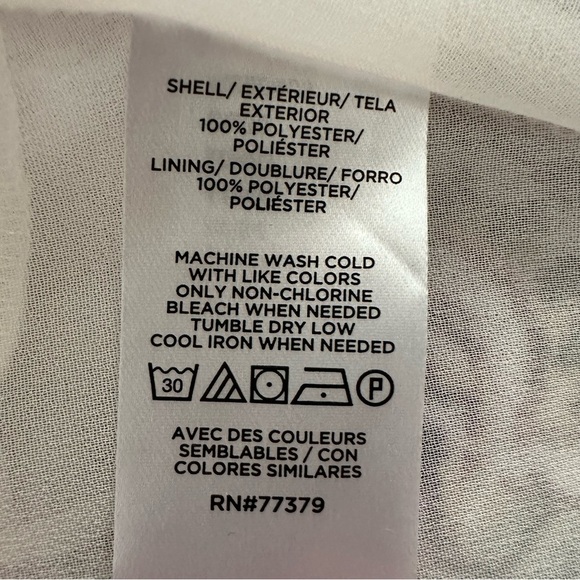 SHELL/ EXTÉRIEUR/ TELA
EXTERIOR
100% POLYESTER/
POLIÉSTER
LINING/ DOUBLURE/ FORRO
100% POLYESTER/
POLIÉSTER
MACHINE WASH COLD
WITH LIKE COLORS
ONLY NON-CHLORINE
BLEACH WHEN NEEDED
TUMBLE DRY LOW
COOL IRON WHEN NEEDED
30 P
AVEC DES COULEURS
SEMBLABLES / CON
COLORES SIMILARES
RN#77379